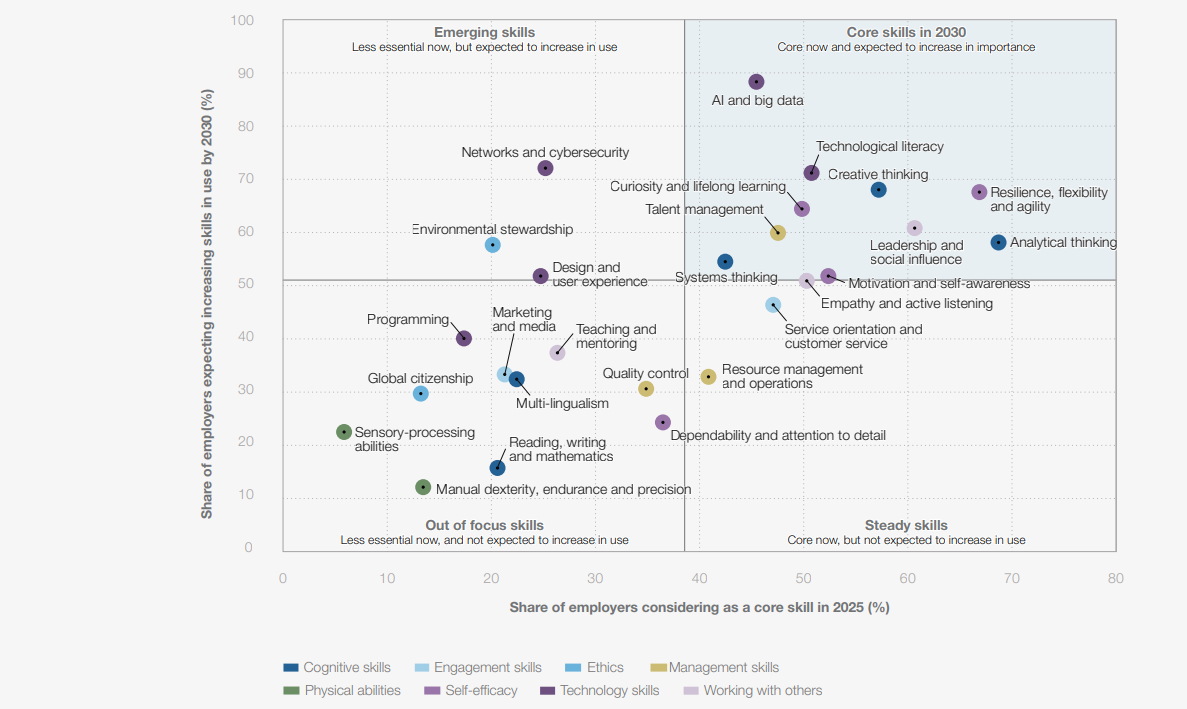 100
90
80
70
60
50
40
30
20
10
0
Share of employers expecting increasing skills in use by 2030 (%)
Emerging skills
Less essential now, but expected to increase in use
Core skills in 2030
Core now and expected to increase in importance
AI and big data
Networks and cybersecurity
Technological literacy
Creative thinking
Curiosity and lifelong learning
Resilience, flexibility
and agility
Talent management
Environmental stewardship
Leadership and
social influence
Analytical thinking
Design and
user experience
Systems thinking
Motivation and self-awareness
Empathy and active listening
Programming
Marketing
and media
Teaching and
mentoring
Service orientation and
customer service
Global citizenship
Quality control
Resource management
and operations
Multi-lingualism
Sensory-processing
abilities
Reading, writing
and mathematics
Dependability and attention to detail
Manual dexterity, endurance and precision
Out of focus skills
Less essential now, and not expected to increase in use
Steady skills
Core now, but not expected to increase in use
0 10 20 30 40 50 60 70 80
Share of employers considering as a core skill in 2025 (%)
Cognitive skills Engagement skills Ethics Management skills
Physical abilities Self-efficacy Technology skills Working with others